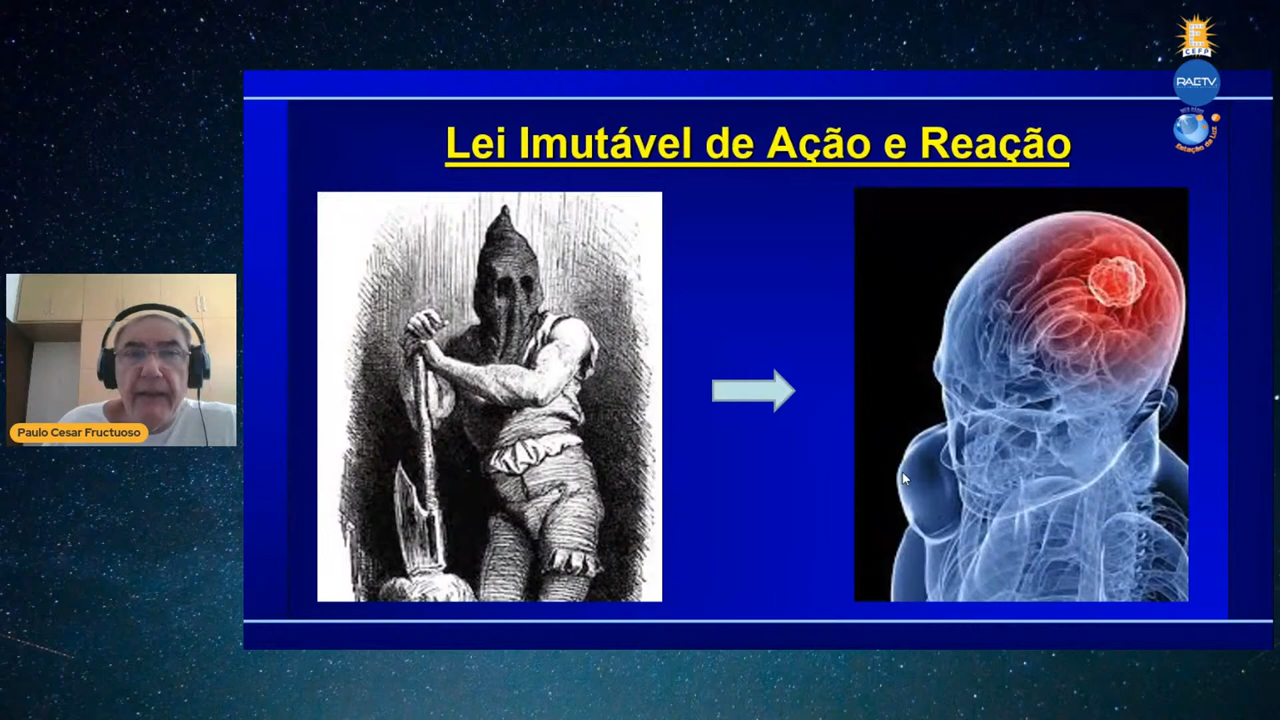 CEFP
RAETV
Estação da Luz
Lei Imutável de Ação e Reação
Paulo Cesar Fructuoso